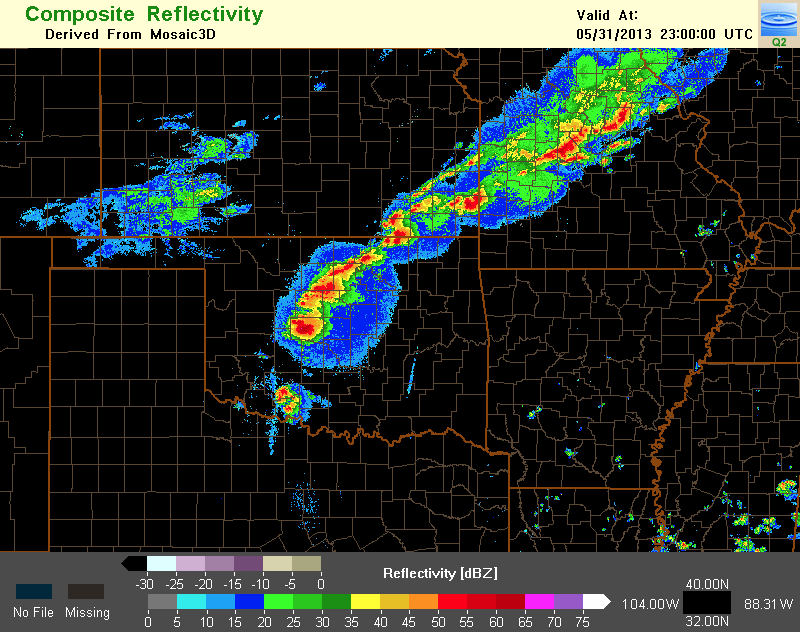 Composite Reflectivity
Derived From Mosaic3D
Valid At:
05/31/2013 23:00:00 UTC
Q2
Reflectivity [dBZ]
-30 -25 -20 -15 -10 -5 0
No File Missing
0 5 10 15 20 25 30 35 40 45 50 55 60 65 70 75
40.00N
104.00W 88.31W
32.00N